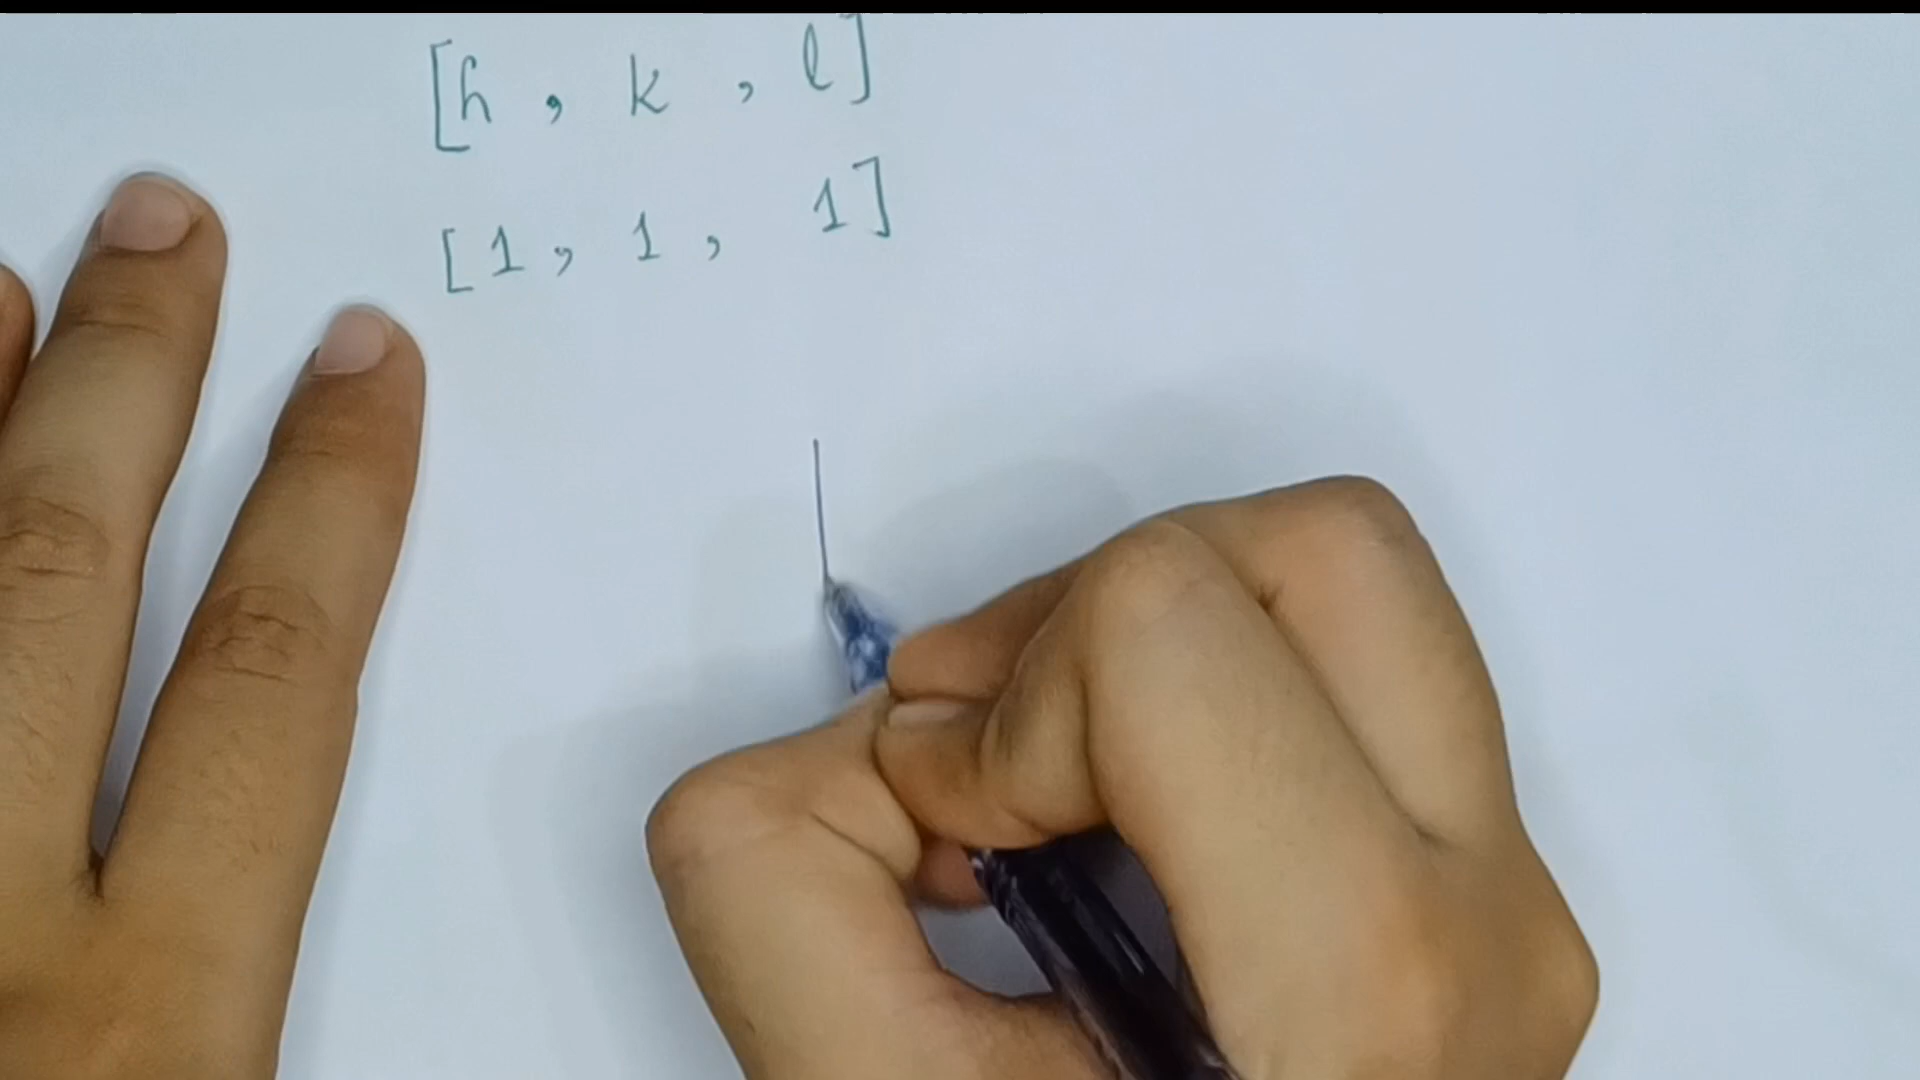 [h , k , l]
[1 , 1 , 1]